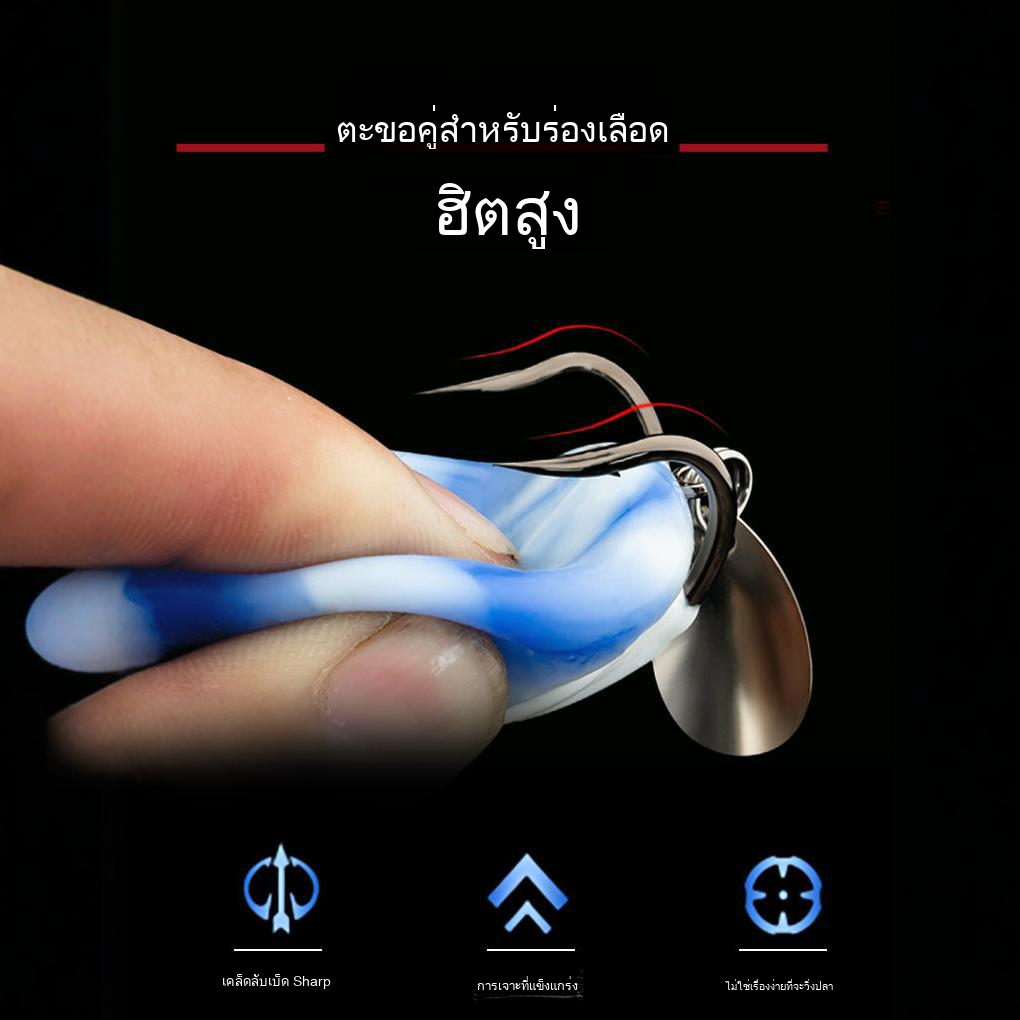 ตะขอคู่สำหรับร่องเลือด
ฮิตสูง
เคล็ดลับเบ็ด Sharp
การเจาะที่แข็งแกร่ง
ไม่ใช่เรื่องง่ายที่จะวิ่งปลา